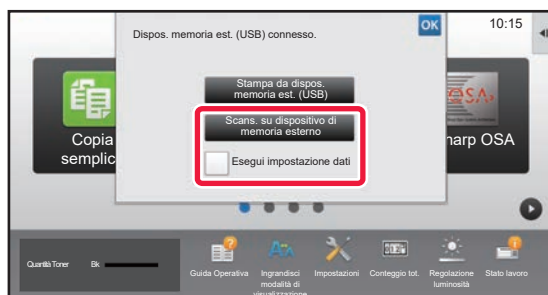 Dispos. memoria est. (USB) connesso.
OK
10:15
Stampa da dispos.
memoria est. (USB)
Scans. su dispositivo di
memoria esterno
Esegui impostazione dati
Copia
semplic
OSA
harp OSA
Quantità Toner
Bk
Guida Operativa
Ingrandisci
modalità di
visualizzazione
Impostazioni
Conteggio tot.
Regolazione
luminosità
Stato lavoro